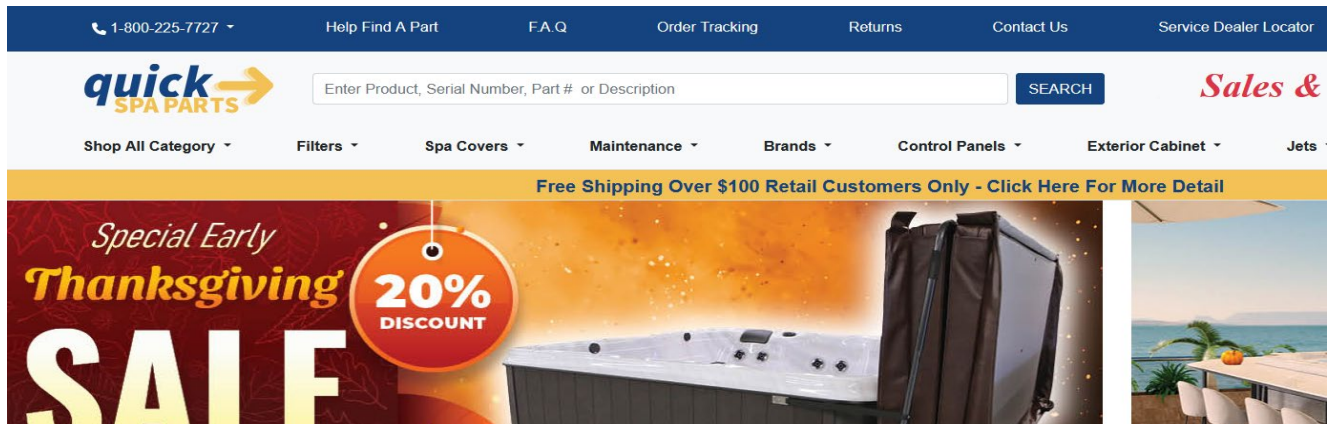 1-800-225-7727 Help Find A Part F.A.Q Order Tracking Returns Contact Us Service Dealer Locator
quick
SPA PARTS
Enter Product, Serial Number, Part # or Description
SEARCH
Sales &
Shop All Category Filters Spa Covers Maintenance Brands Control Panels Exterior Cabinet Jets
Free Shipping Over $100 Retail Customers Only - Click Here For More Detail
Special Early
Thanksgiving
SALE
20%
DISCOUNT